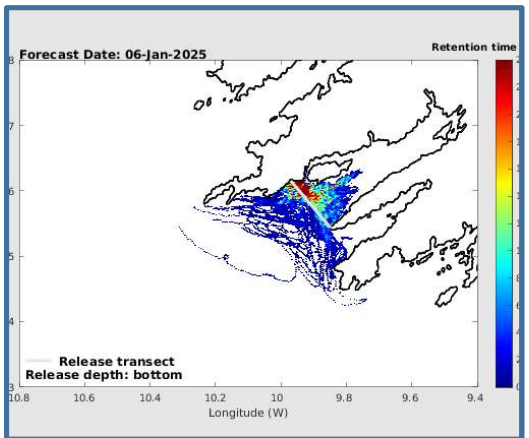 Retention time
Forecast Date: 06-Jan-2025
8
7
6
5
4
3
Release transect
Release depth: bottom
10.8 10.6 10.4 10.2 10 9.8 9.6 9.4
Longitude (W)
0